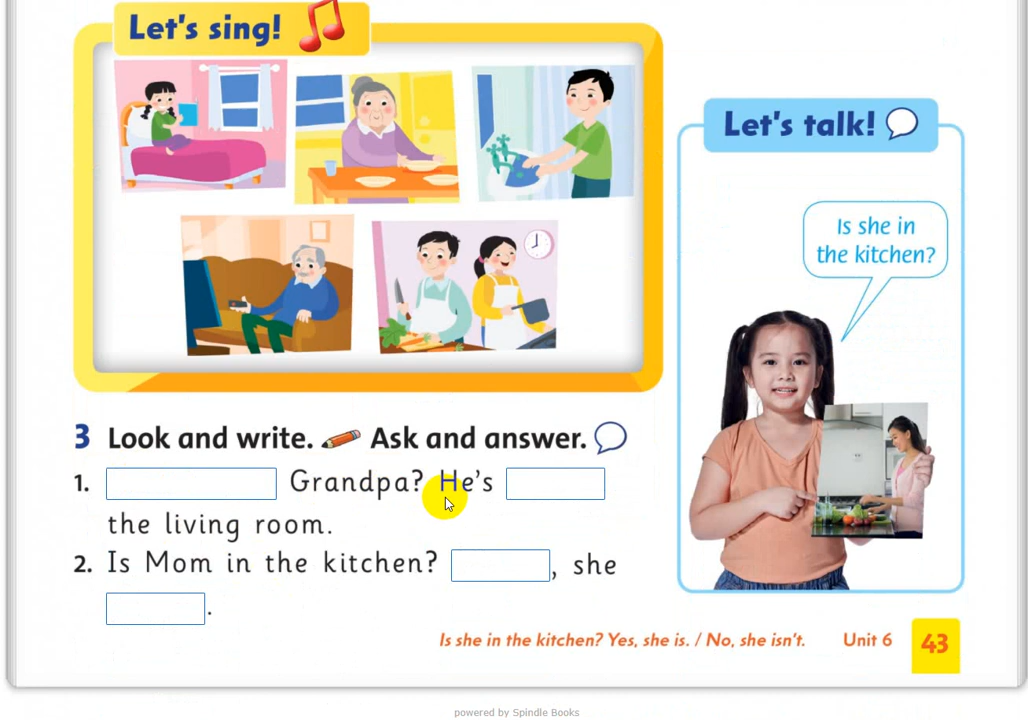 Let's sing!
Let's talk!
Is she in
the kitchen?
3 Look and write. Ask and answer.
1. Grandpa? He's
the living room.
2. Is Mom in the kitchen? , she
.
Is she in the kitchen? Yes, she is. / No, she isn't. Unit 6 43
powered by Spindle Books